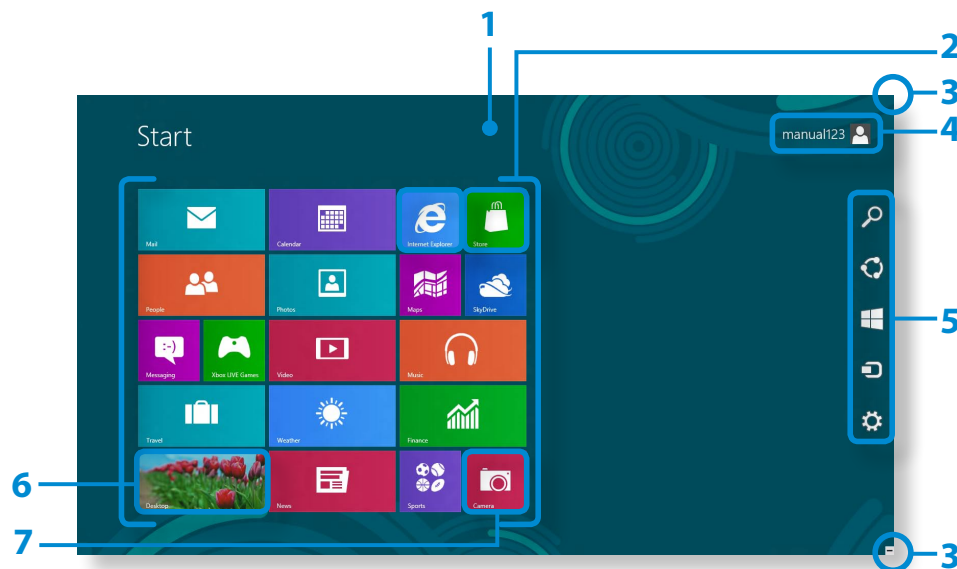 1
2
3
Start
manual123
4
Mail
Calendar
Internet Explorer
Store
People
Photos
Maps
SkyDrive
5
:-)
Messaging
Xbox LIVE Games
Video
Music
Travel
Weather
Finance
6
Desktop
News
Sports
Camera
7
3